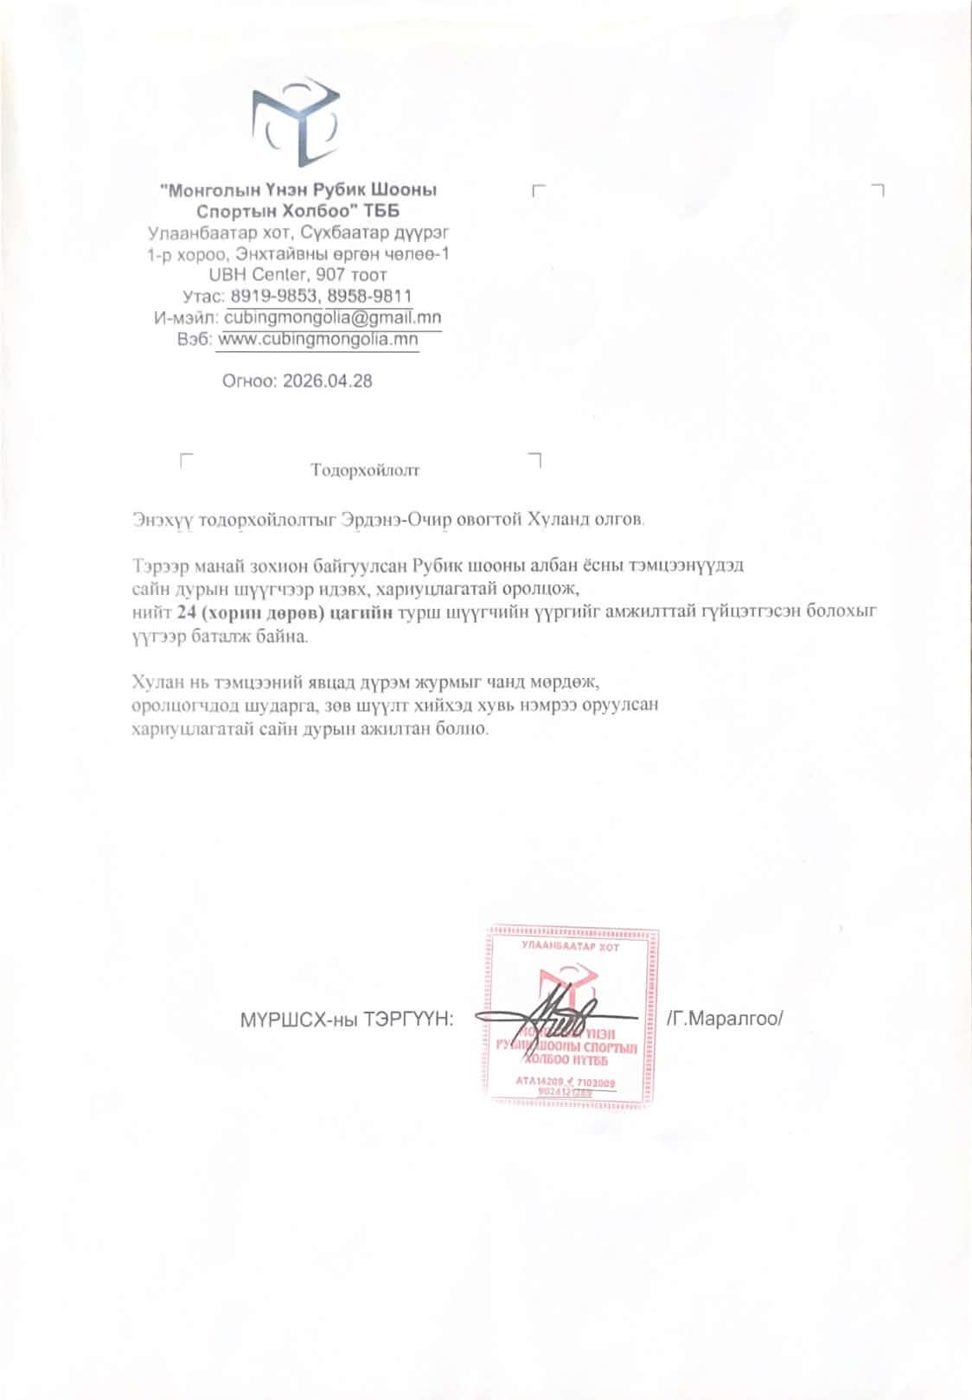 "Монголын Үнэн Рубик Шооны
Спортын Холбоо" ТББ
Улаанбаатар хот, Сүхбаатар дүүрэг
1-р хороо, Энхтайвны өргөн чөлөө-1
UBH Center, 907 тоот
Утас: 8919-9853, 8958-9811
И-мэйл: cubingmongolia@gmail.mn
Вэб: www.cubingmongolia.mn
Огноо: 2026.04.28
Тодорхойлолт
Энэхүү тодорхойлолтыг Эрдэнэ-Очир овогтой Хуланд олгов.
Тэрээр манай зохион байгуулсан Рубик шооны албан ёсны тэмцээнүүдэд
сайн дурын шүүгчээр идэвх, хариуцлагатай оролцож,
нийт 24 (хорин дөрөв) цагийн турш шүүгчийн үүргийг амжилттай гүйцэтгэсэн болохыг
үүгээр баталж байна.
Хулан нь тэмцээний явцад дүрэм журмыг чанд мөрдөж,
оролцогчдод шударга, зөв шүүлт хийхэд хувь нэмрээ оруулсан
хариуцлагатай сайн дурын ажилтан болно.
УЛААНБААТАР ХОТ
МҮРШСХ-ны ТЭРГҮҮН: /Г.Маралгоо/
ҮНЭН
ШООНЫ СПОРТЫН
ХОЛБОО НҮТББ
АТА14209 7103009